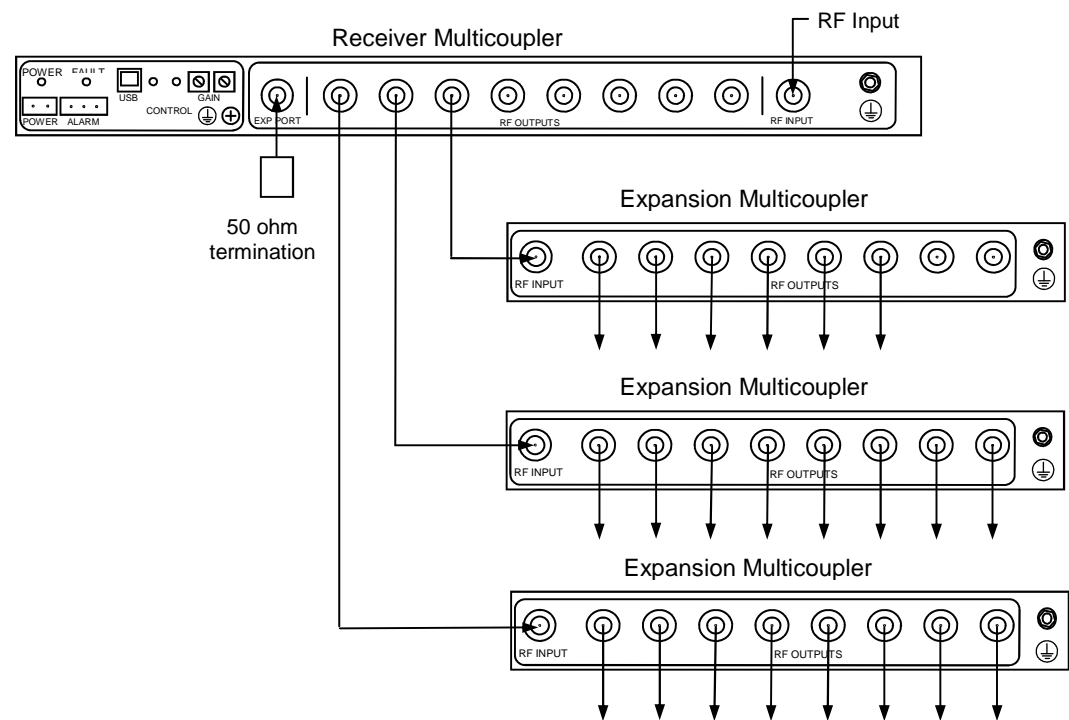 RF Input
Receiver Multicoupler
POWER FAULT
USB
GAIN
CONTROL
POWER ALARM
EXP PORT
RF OUTPUTS
RF INPUT
50 ohm
termination
Expansion Multicoupler
RF INPUT
RF OUTPUTS
Expansion Multicoupler
RF INPUT
RF OUTPUTS
Expansion Multicoupler
RF INPUT
RF OUTPUTS